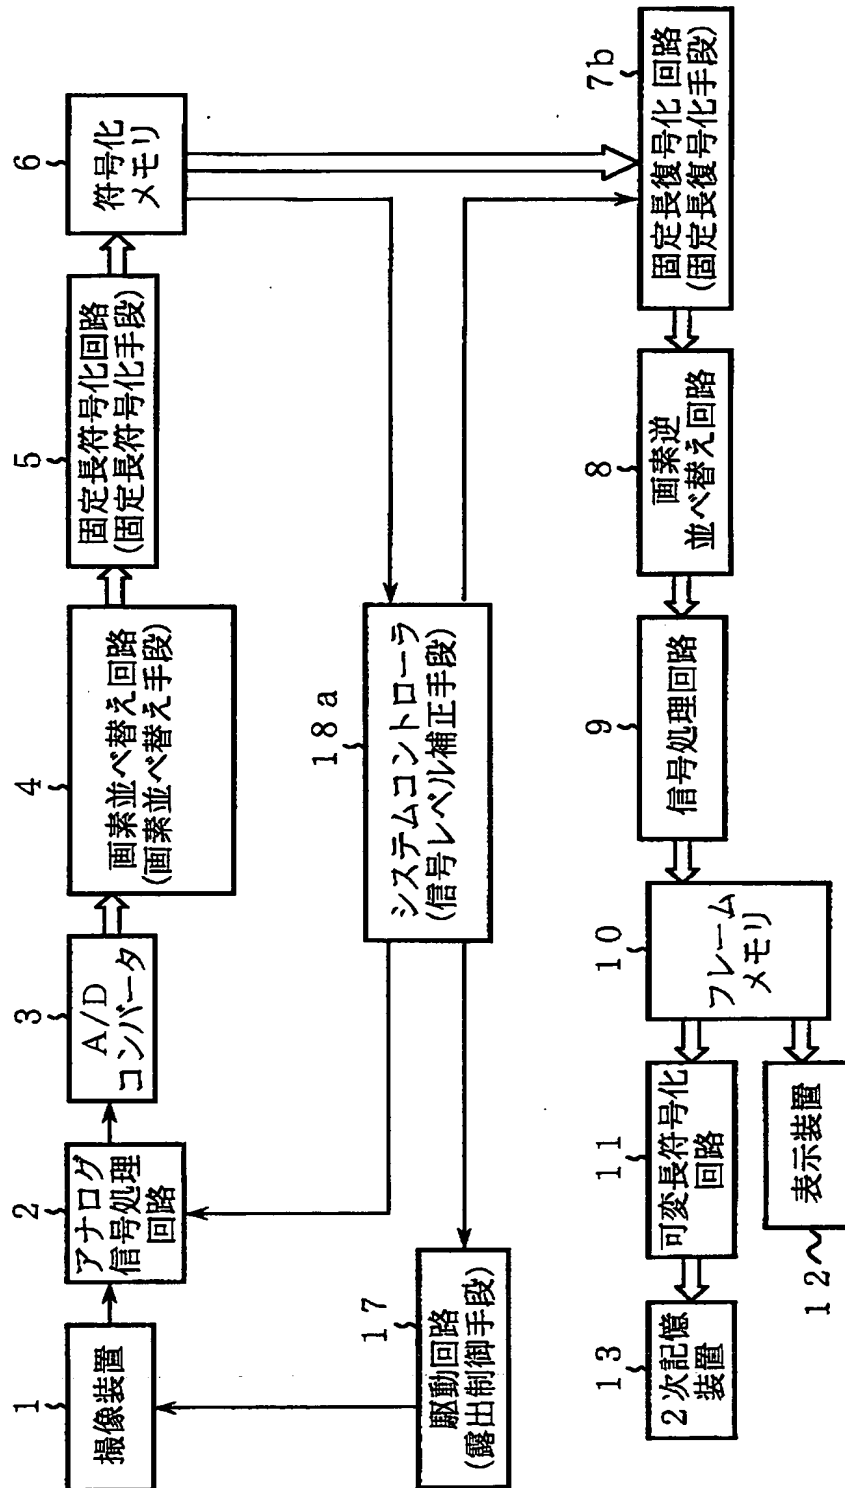 1
撮像装置
2
アナログ
信号処理
回路
3
A/D
コンバータ
4
画素並べ替え回路
(画素並べ替え手段)
5
固定長符号化回路
(固定長符号化手段)
6
符号化
メモリ
17
駆動回路
(露出制御手段)
18a
システムコントローラ
(信号レベル補正手段)
13
2次記憶
装置
11
可変長符号化
回路
12
表示装置
10
フレーム
メモリ
9
信号処理回路
8
画素逆
並べ替え回路
7b
固定長復号化回路
(固定長復号化手段)